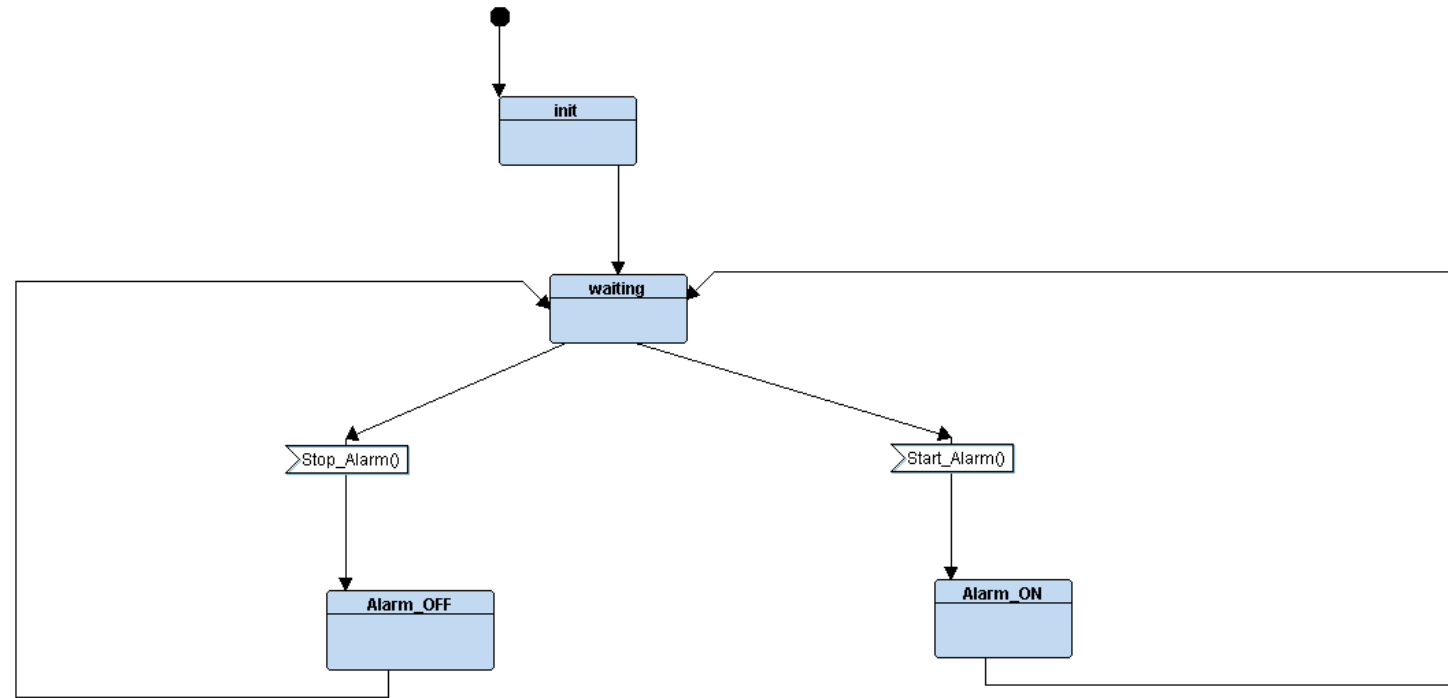 init
waiting
Stop_Alarm()
Start_Alarm()
Alarm_OFF
Alarm_ON